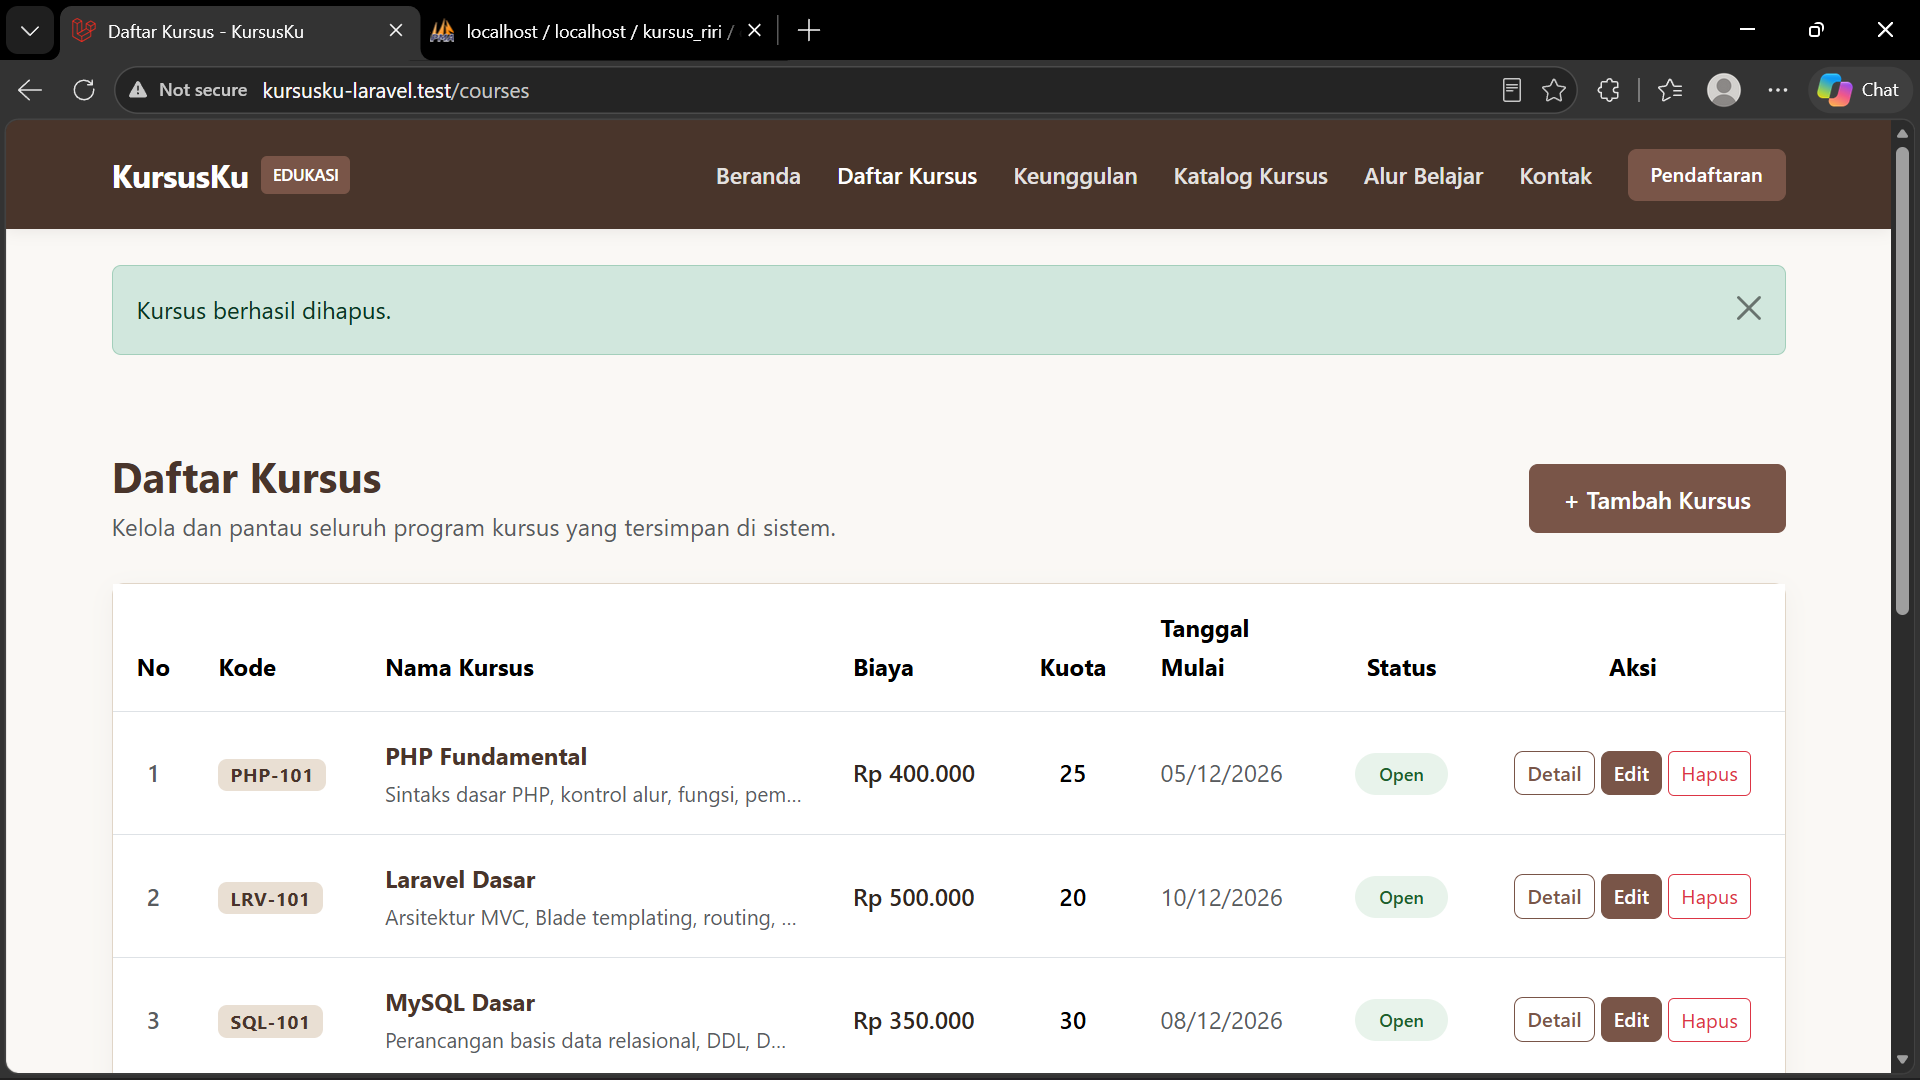 Daftar Kursus - KursusKu
localhost / localhost / kursus_riri /
Not secure kursusku-laravel.test/courses
Chat
KursusKu EDUKASI Beranda Daftar Kursus Keunggulan Katalog Kursus Alur Belajar Kontak Pendaftaran
Kursus berhasil dihapus.
Daftar Kursus
Kelola dan pantau seluruh program kursus yang tersimpan di sistem.
+ Tambah Kursus
No Kode Nama Kursus Biaya Kuota Tanggal Mulai Status Aksi
1 PHP-101 PHP Fundamental Rp 400.000 25 05/12/2026 Open Detail Edit Hapus
Sintaks dasar PHP, kontrol alur, fungsi, pem...
2 LRV-101 Laravel Dasar Rp 500.000 20 10/12/2026 Open Detail Edit Hapus
Arsitektur MVC, Blade templating, routing, ...
3 SQL-101 MySQL Dasar Rp 350.000 30 08/12/2026 Open Detail Edit Hapus
Perancangan basis data relasional, DDL, D...